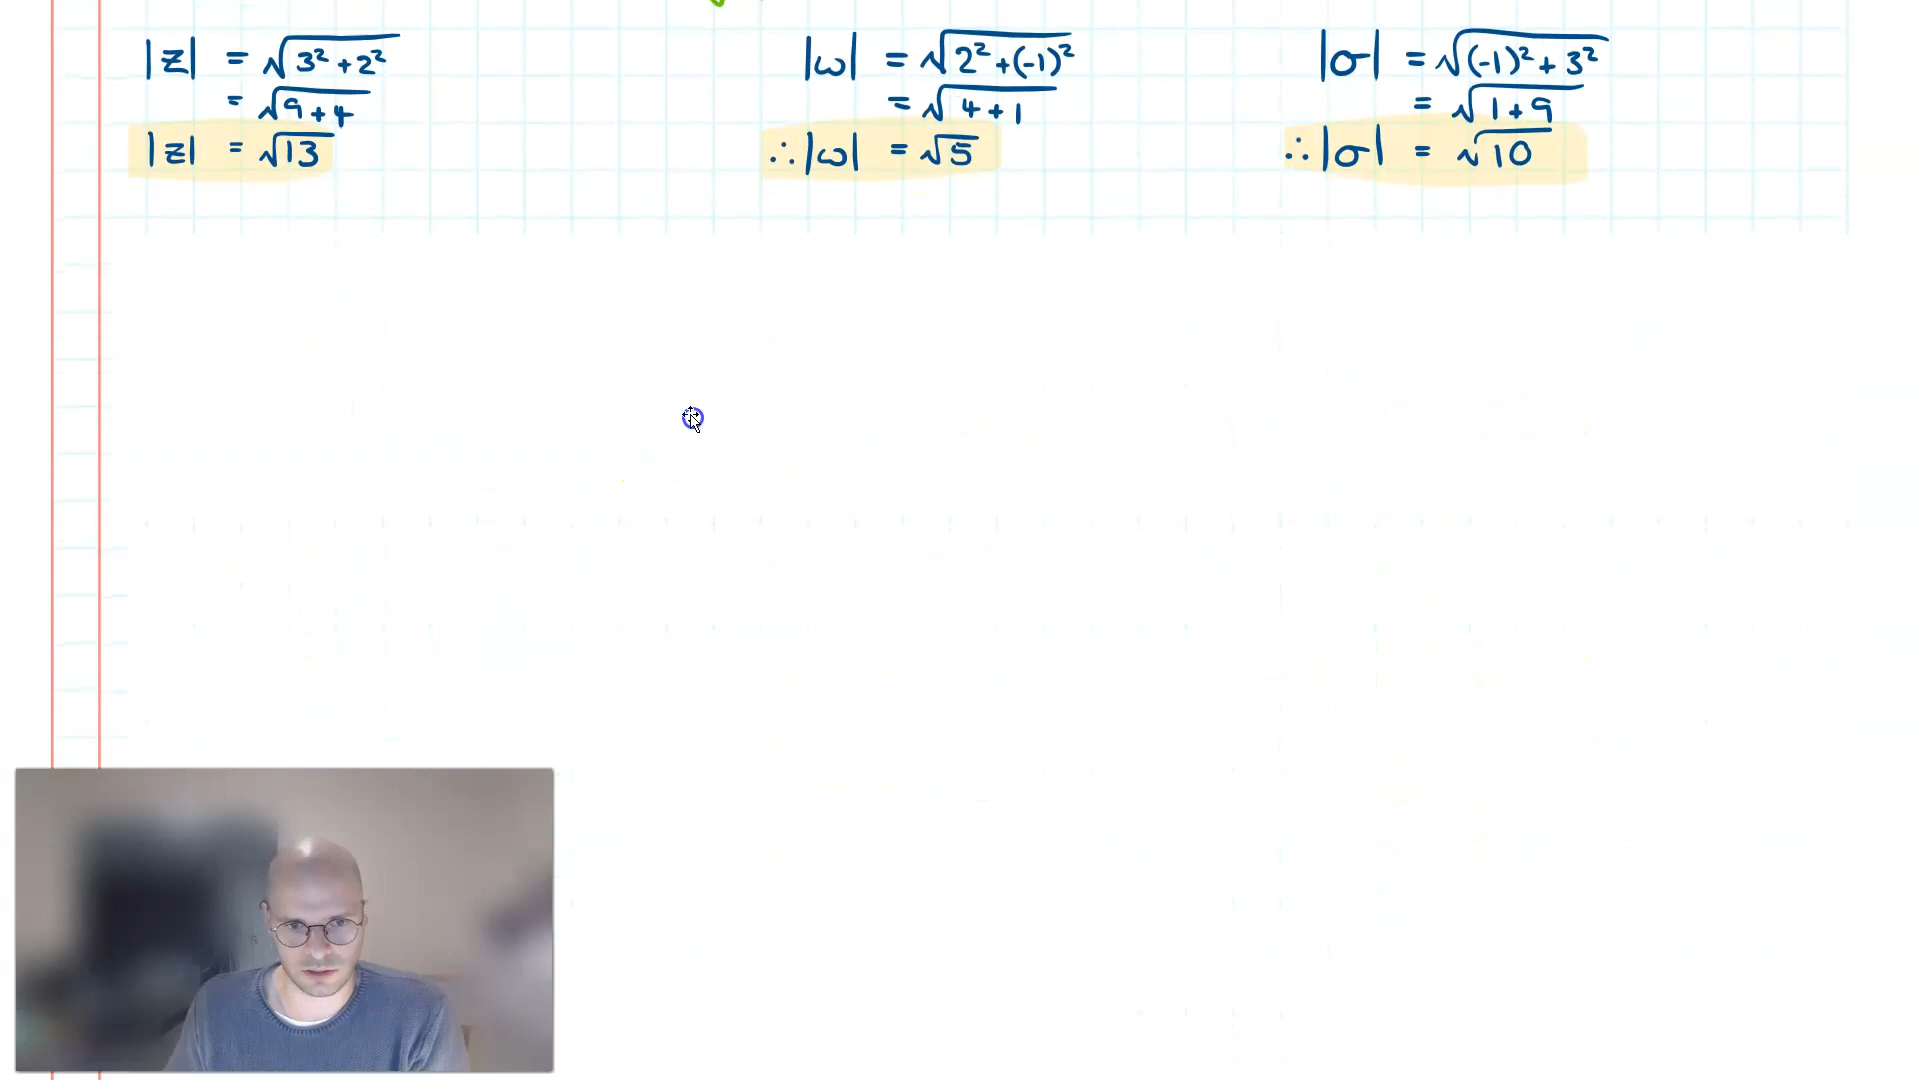 |z| = √3² + 2²
= √9 + 4
|z| = √13
|ω| = √2² + (-1)²
= √4 + 1
∴ |ω| = √5
|σ| = √(-1)² + 3²
= √1 + 9
∴ |σ| = √10